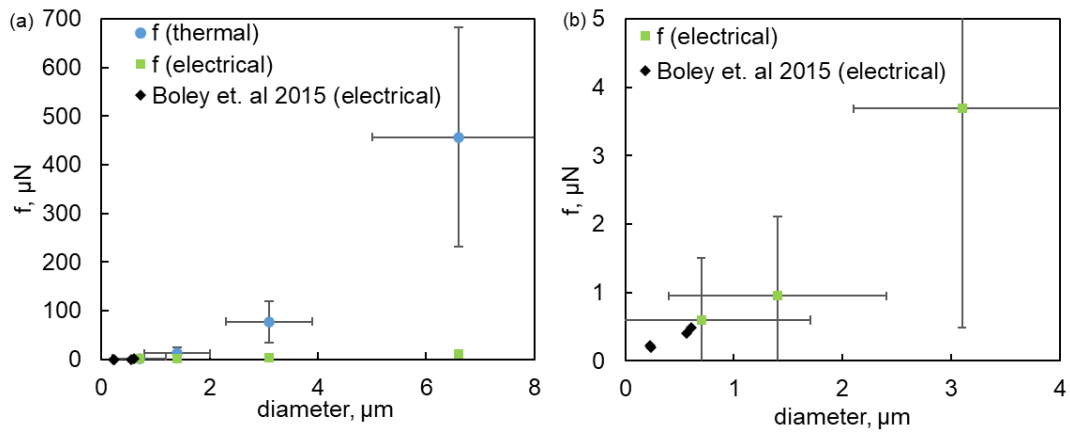 (a)
700
600
500
400
300
200
100
0
f, µN
f (thermal)
f (electrical)
Boley et. al 2015 (electrical)
0 2 4 6 8
diameter, µm
(b)
5
4
3
2
1
0
f, µN
f (electrical)
Boley et. al 2015 (electrical)
0 1 2 3 4
diameter, µm